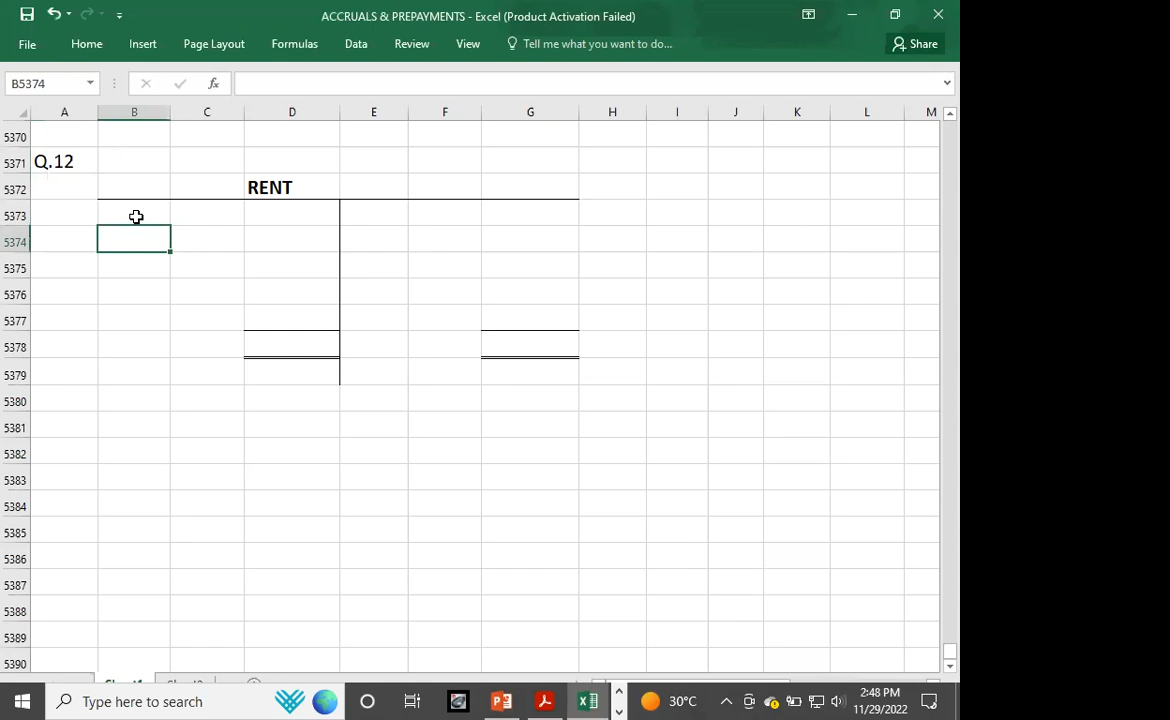 ACCRUALS & PREPAYMENTS - Excel (Product Activation Failed)
File Home Insert Page Layout Formulas Data Review View Tell me what you want to do... Share
B5374 fx
A B C D E F G H I J K L M
5370
5371 Q.12
5372 RENT
5373
5374
5375
5376
5377
5378
5379
5380
5381
5382
5383
5384
5385
5386
5387
5388
5389
5390
Sheet1 Sheet2
Type here to search 30°C 2:48 PM
11/29/2022